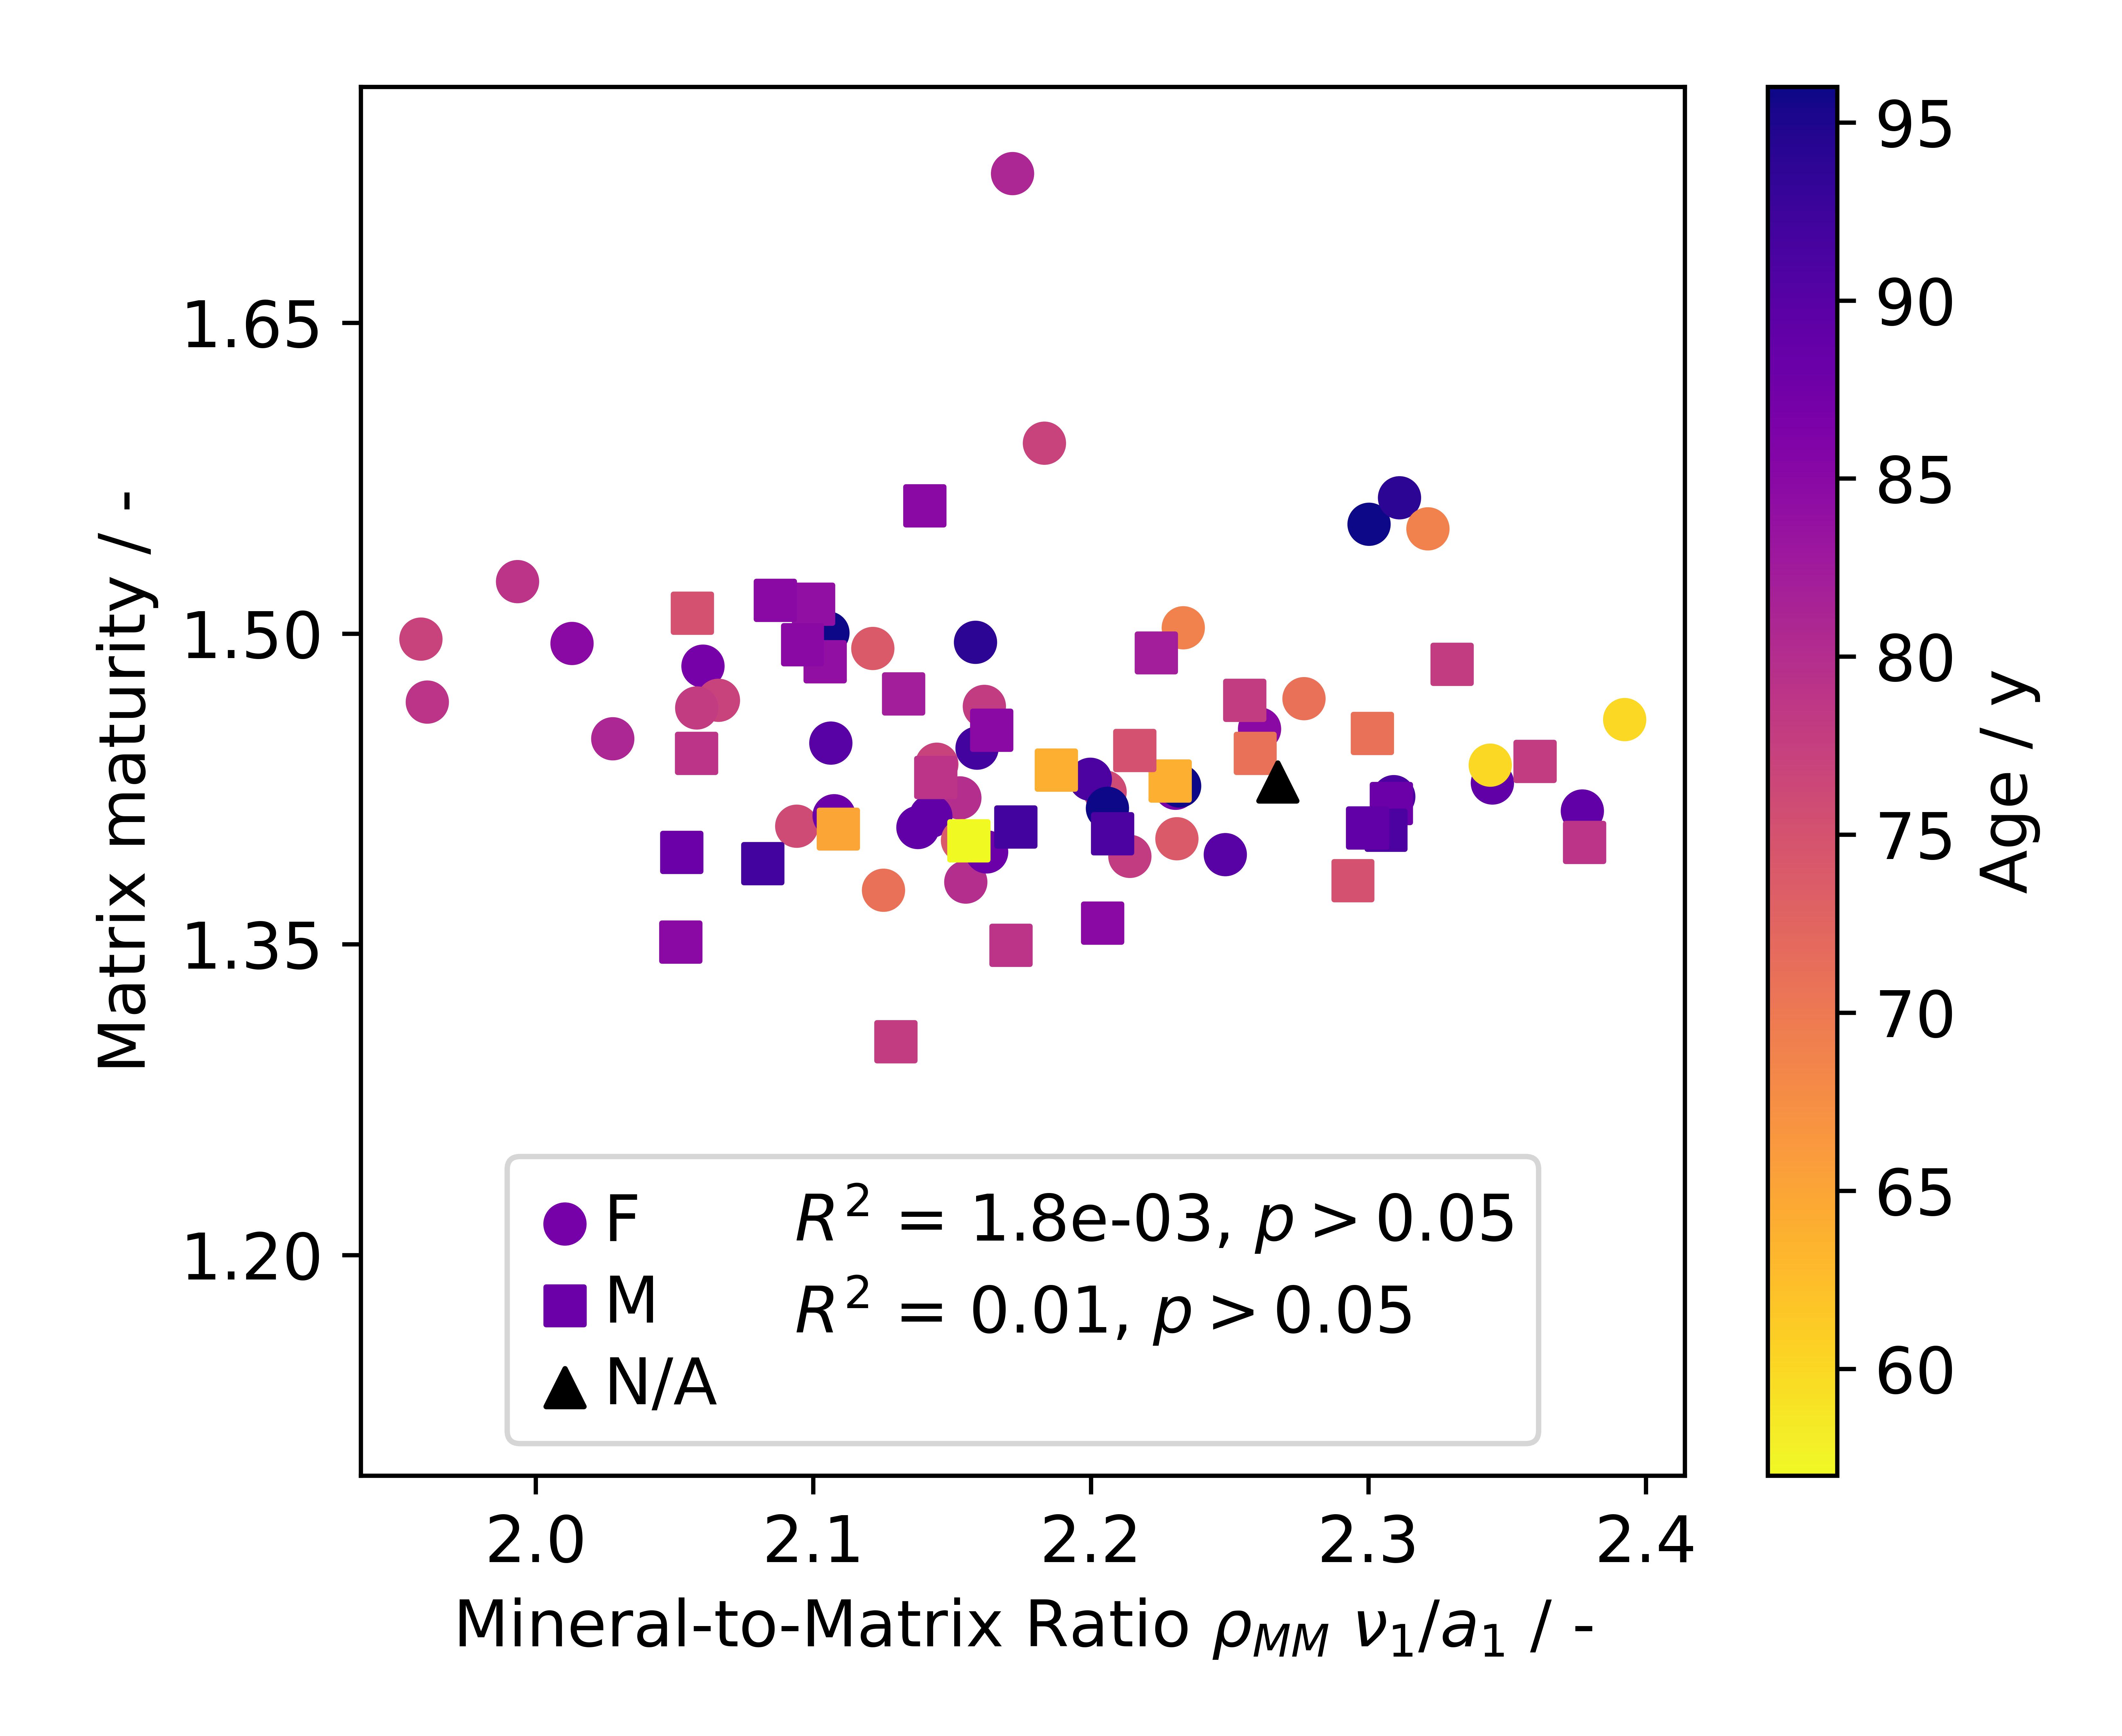 Matrix maturity / -
1.65
1.50
1.35
1.20
F R² = 1.8e-03, p > 0.05
M R² = 0.01, p > 0.05
N/A
2.0 2.1 2.2 2.3 2.4
Mineral-to-Matrix Ratio ρ_MM ν₁/a₁ / -
95
90
85
80
75
70
65
60
Age / y